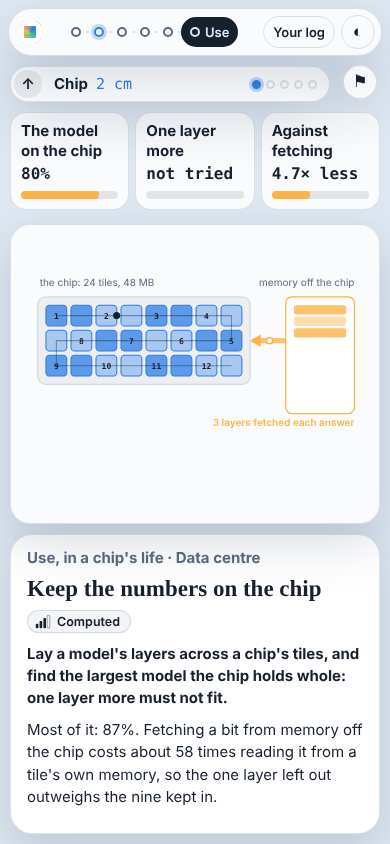 Use
Your log
Chip 2 cm
The model
on the chip
80%
One layer
more
not tried
Against
fetching
4.7× less
the chip: 24 tiles, 48 MB
memory off the chip
1 2 3 4
8 7 6 5
9 10 11 12
3 layers fetched each answer
Use, in a chip's life · Data centre
Keep the numbers on the chip
Computed
Lay a model's layers across a chip's tiles, and
find the largest model the chip holds whole:
one layer more must not fit.
Most of it: 87%. Fetching a bit from memory off
the chip costs about 58 times reading it from a
tile's own memory, so the one layer left out
outweighs the nine kept in.